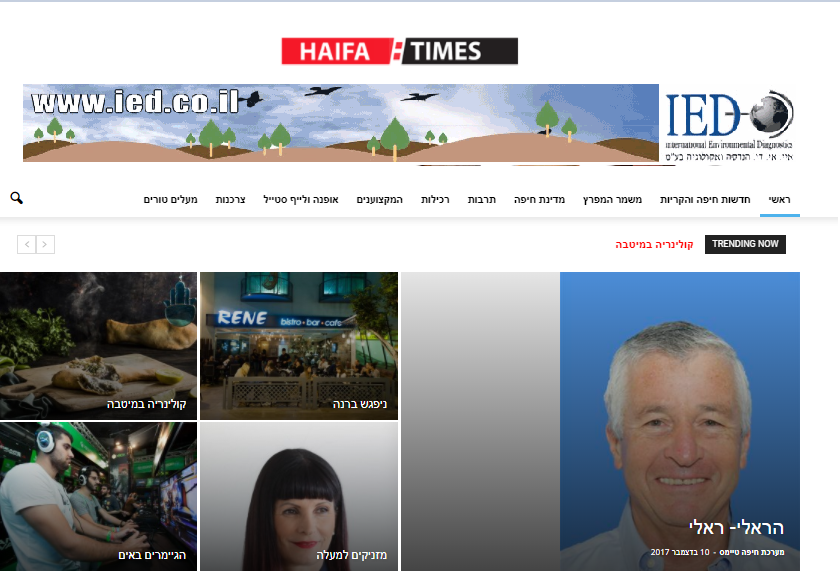 HAIFA TIMES
www.ied.co.il
IED
International Environmental Diagnostics
איי. אי. די. הנדסה ואקולוגיה בע"מ
ראשי חדשות חיפה והקריות משמר המפרץ מדינת חיפה תרבות רכילות המקצוענים אופנה ולייף סטייל צרכנות מעלים טורים
TRENDING NOW קולינריה במיטבה
הראלי- ראלי
מערכת חיפה טיימס - 10 בדצמבר 2017
RENE
bistro•bar•cafe
ניפגש ברנה
קולינריה במיטבה
מזניקים למעלה
הגיימרים באים